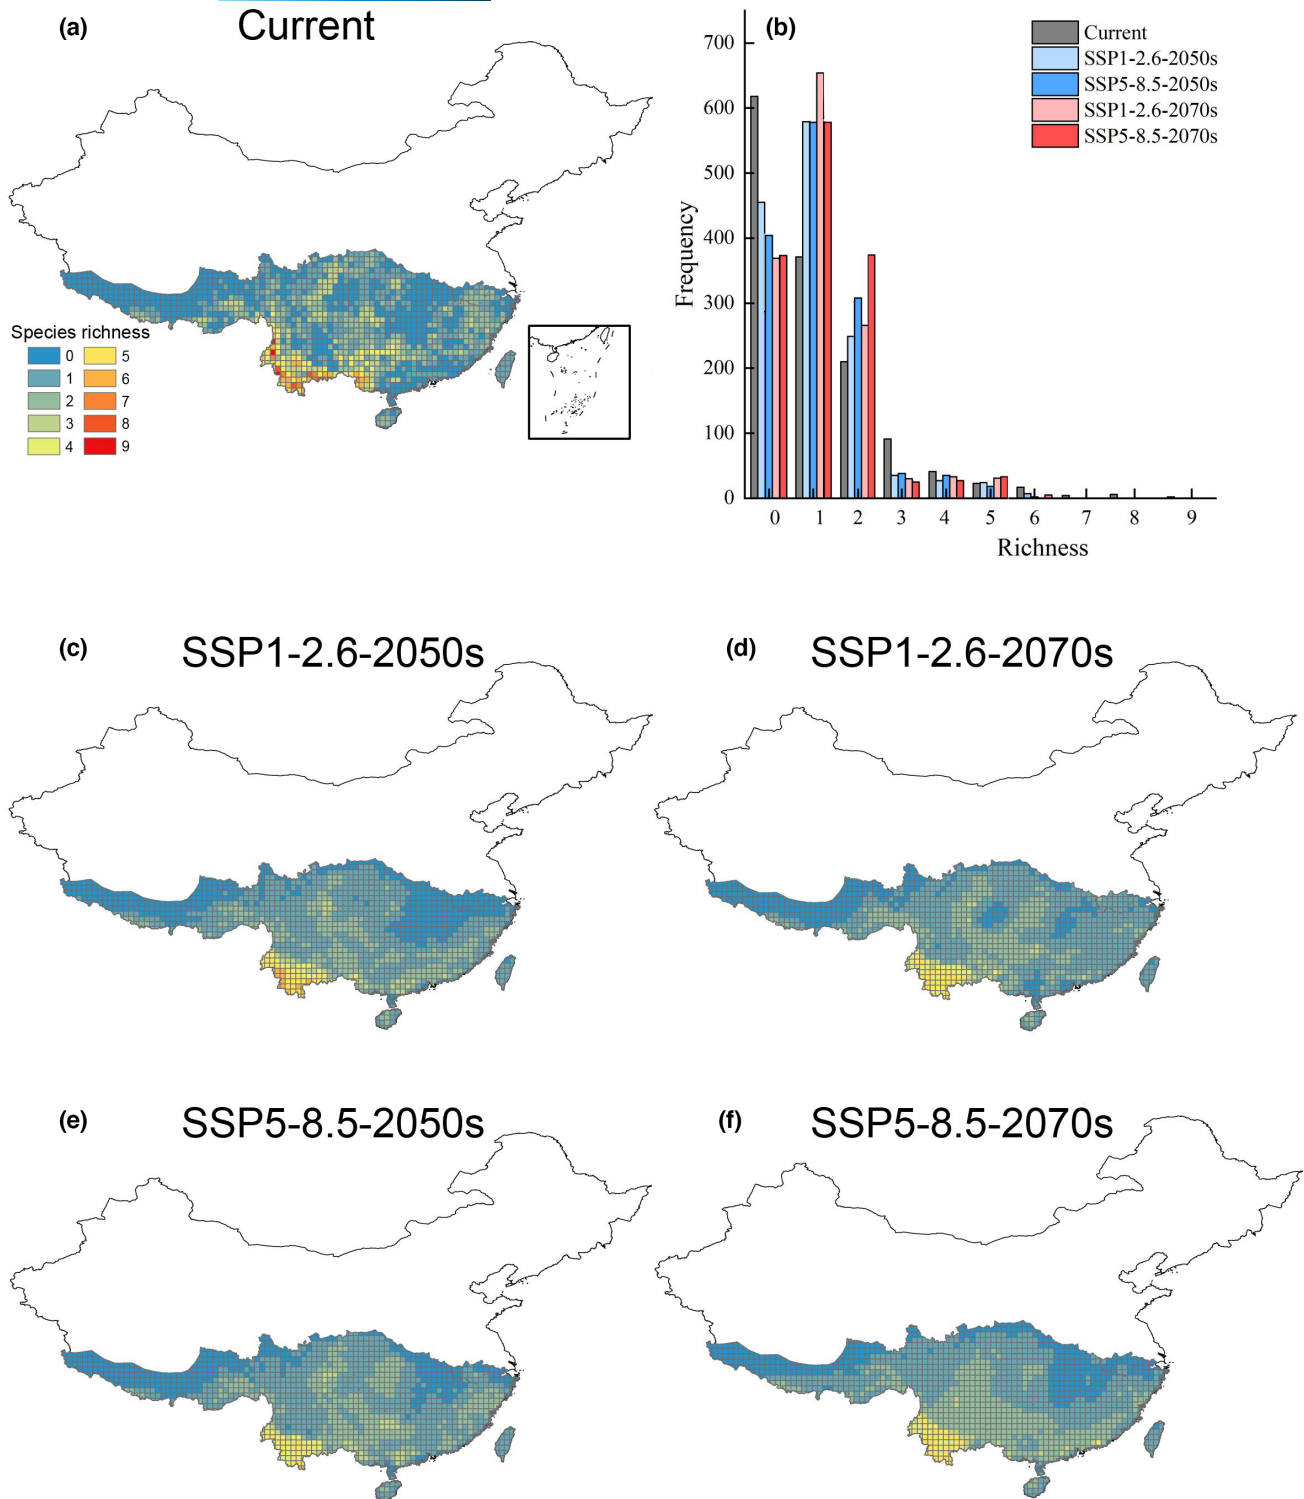 (a)
Current
Species richness
0 5
1 6
2 7
3 8
4 9
(b)
Current
SSP1-2.6-2050s
SSP5-8.5-2050s
SSP1-2.6-2070s
SSP5-8.5-2070s
700
600
500
400
300
200
100
0
Frequency
0 1 2 3 4 5 6 7 8 9
Richness
(c) SSP1-2.6-2050s
(d) SSP1-2.6-2070s
(e) SSP5-8.5-2050s
(f) SSP5-8.5-2070s